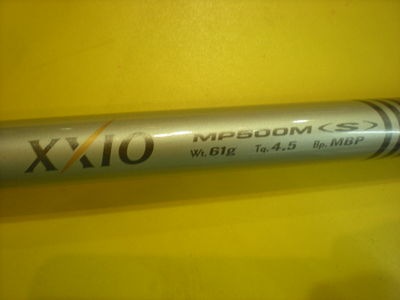 XXIO
MP500M <S>
Wt. 61g Tq. 4.5 Bp. MBP